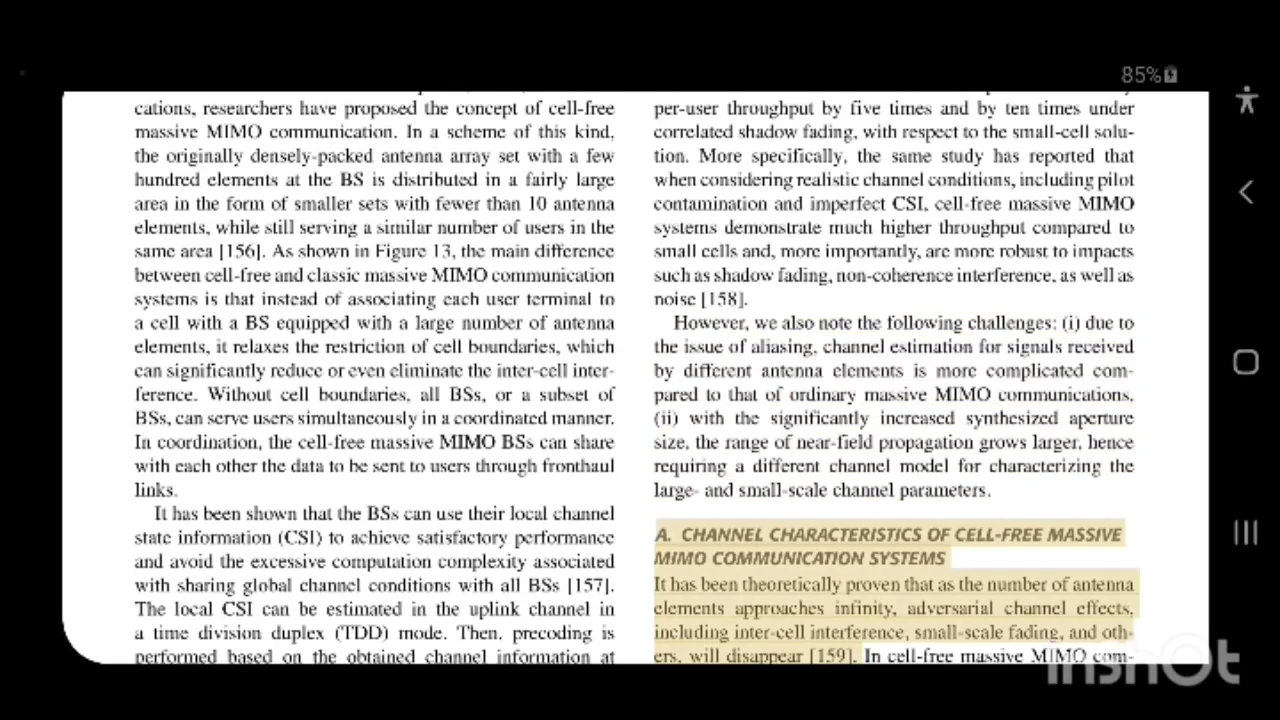 85%
cations, researchers have proposed the concept of cell-free
massive MIMO communication. In a scheme of this kind,
the originally densely-packed antenna array set with a few
hundred elements at the BS is distributed in a fairly large
area in the form of smaller sets with fewer than 10 antenna
elements, while still serving a similar number of users in the
same area [156]. As shown in Figure 13, the main difference
between cell-free and classic massive MIMO communication
systems is that instead of associating each user terminal to
a cell with a BS equipped with a large number of antenna
elements, it relaxes the restriction of cell boundaries, which
can significantly reduce or even eliminate the inter-cell inter-
ference. Without cell boundaries, all BSs, or a subset of
BSs, can serve users simultaneously in a coordinated manner.
In coordination, the cell-free massive MIMO BSs can share
with each other the data to be sent to users through fronthaul
links.
It has been shown that the BSs can use their local channel
state information (CSI) to achieve satisfactory performance
and avoid the excessive computation complexity associated
with sharing global channel conditions with all BSs [157].
The local CSI can be estimated in the uplink channel in
a time division duplex (TDD) mode. Then, precoding is
performed based on the obtained channel information at
per-user throughput by five times and by ten times under
correlated shadow fading, with respect to the small-cell solu-
tion. More specifically, the same study has reported that
when considering realistic channel conditions, including pilot
contamination and imperfect CSI, cell-free massive MIMO
systems demonstrate much higher throughput compared to
small cells and, more importantly, are more robust to impacts
such as shadow fading, non-coherence interference, as well as
noise [158].
However, we also note the following challenges: (i) due to
the issue of aliasing, channel estimation for signals received
by different antenna elements is more complicated com-
pared to that of ordinary massive MIMO communications,
(ii) with the significantly increased synthesized aperture
size, the range of near-field propagation grows larger, hence
requiring a different channel model for characterizing the
large- and small-scale channel parameters.
A. CHANNEL CHARACTERISTICS OF CELL-FREE MASSIVE
MIMO COMMUNICATION SYSTEMS
It has been theoretically proven that as the number of antenna
elements approaches infinity, adversarial channel effects,
including inter-cell interference, small-scale fading, and oth-
ers, will disappear [159]. In cell-free massive MIMO com-
InShOt